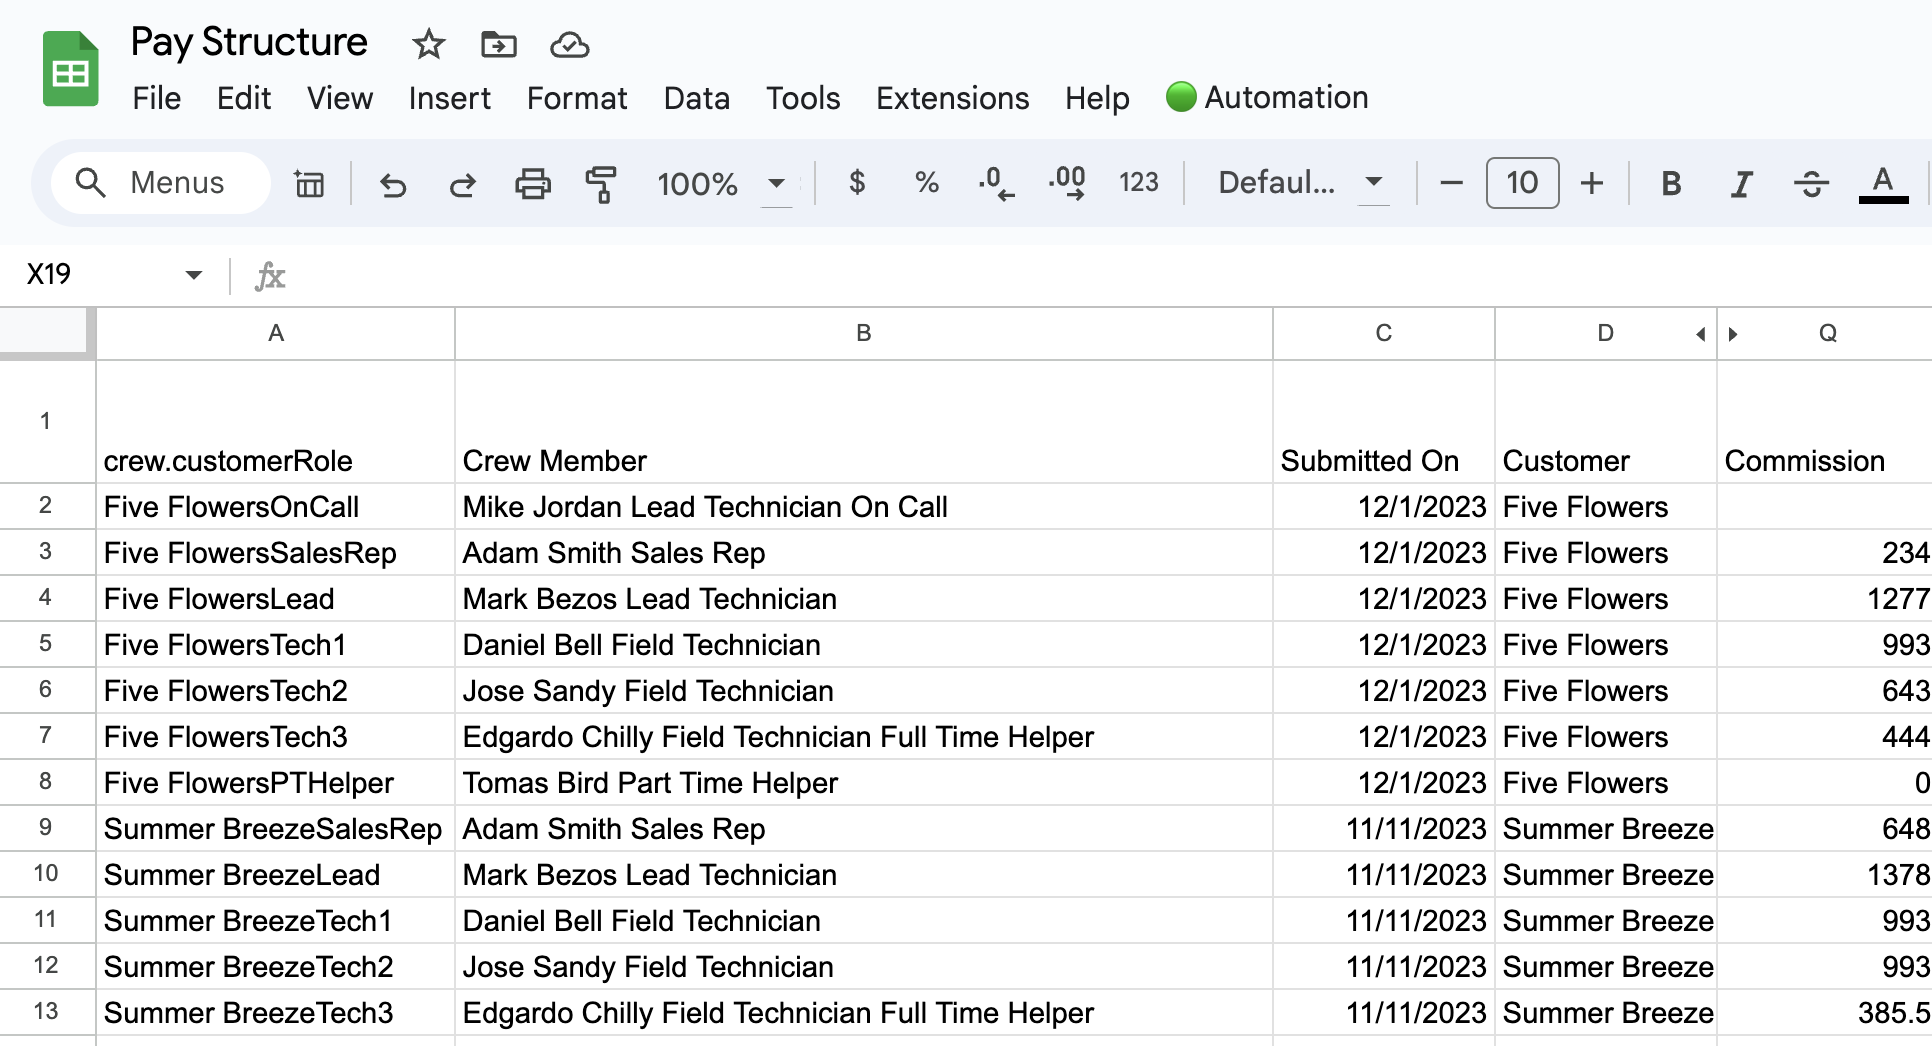 Pay Structure
File Edit View Insert Format Data Tools Extensions Help Automation
Menus 100% $ % .0 .00 123 Defaul... 10 B I S A
X19 fx
A B C D Q
1 crew.customerRole Crew Member Submitted On Customer Commission
2 Five FlowersOnCall Mike Jordan Lead Technician On Call 12/1/2023 Five Flowers
3 Five FlowersSalesRep Adam Smith Sales Rep 12/1/2023 Five Flowers 234
4 Five FlowersLead Mark Bezos Lead Technician 12/1/2023 Five Flowers 1277
5 Five FlowersTech1 Daniel Bell Field Technician 12/1/2023 Five Flowers 993
6 Five FlowersTech2 Jose Sandy Field Technician 12/1/2023 Five Flowers 643
7 Five FlowersTech3 Edgardo Chilly Field Technician Full Time Helper 12/1/2023 Five Flowers 444
8 Five FlowersPTHelper Tomas Bird Part Time Helper 12/1/2023 Five Flowers 0
9 Summer BreezeSalesRep Adam Smith Sales Rep 11/11/2023 Summer Breeze 648
10 Summer BreezeLead Mark Bezos Lead Technician 11/11/2023 Summer Breeze 1378
11 Summer BreezeTech1 Daniel Bell Field Technician 11/11/2023 Summer Breeze 993
12 Summer BreezeTech2 Jose Sandy Field Technician 11/11/2023 Summer Breeze 993
13 Summer BreezeTech3 Edgardo Chilly Field Technician Full Time Helper 11/11/2023 Summer Breeze 385.5